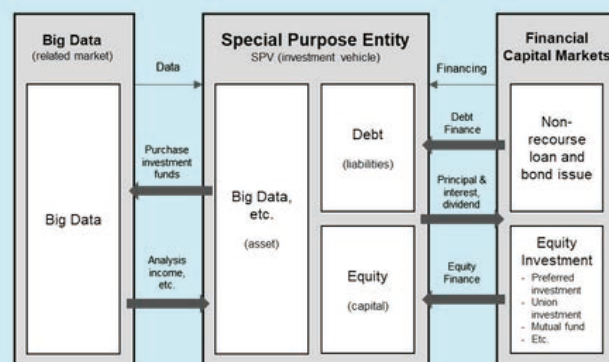 Big Data
(related market)
Big Data
Data
Purchase
investment
funds
Analysis
income,
etc.
Special Purpose Entity
SPV (investment vehicle)
Big Data,
etc.
(asset)
Debt
(liabilities)
Equity
(capital)
Financing
Debt
Finance
Principal &
interest,
dividend
Equity
Finance
Financial
Capital Markets
Non-
recourse
loan and
bond issue
Equity
Investment
- Preferred
investment
- Union
investment
- Mutual fund
- Etc.